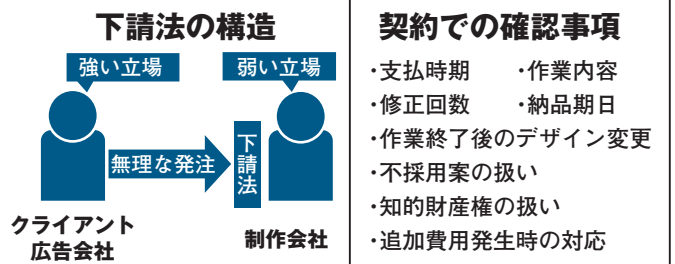 下請法の構造
強い立場
弱い立場
無理な発注
下請法
クライアント
広告会社
制作会社
契約での確認事項
・支払時期 ・作業内容
・修正回数 ・納品期日
・作業終了後のデザイン変更
・不採用案の扱い
・知的財産権の扱い
・追加費用発生時の対応